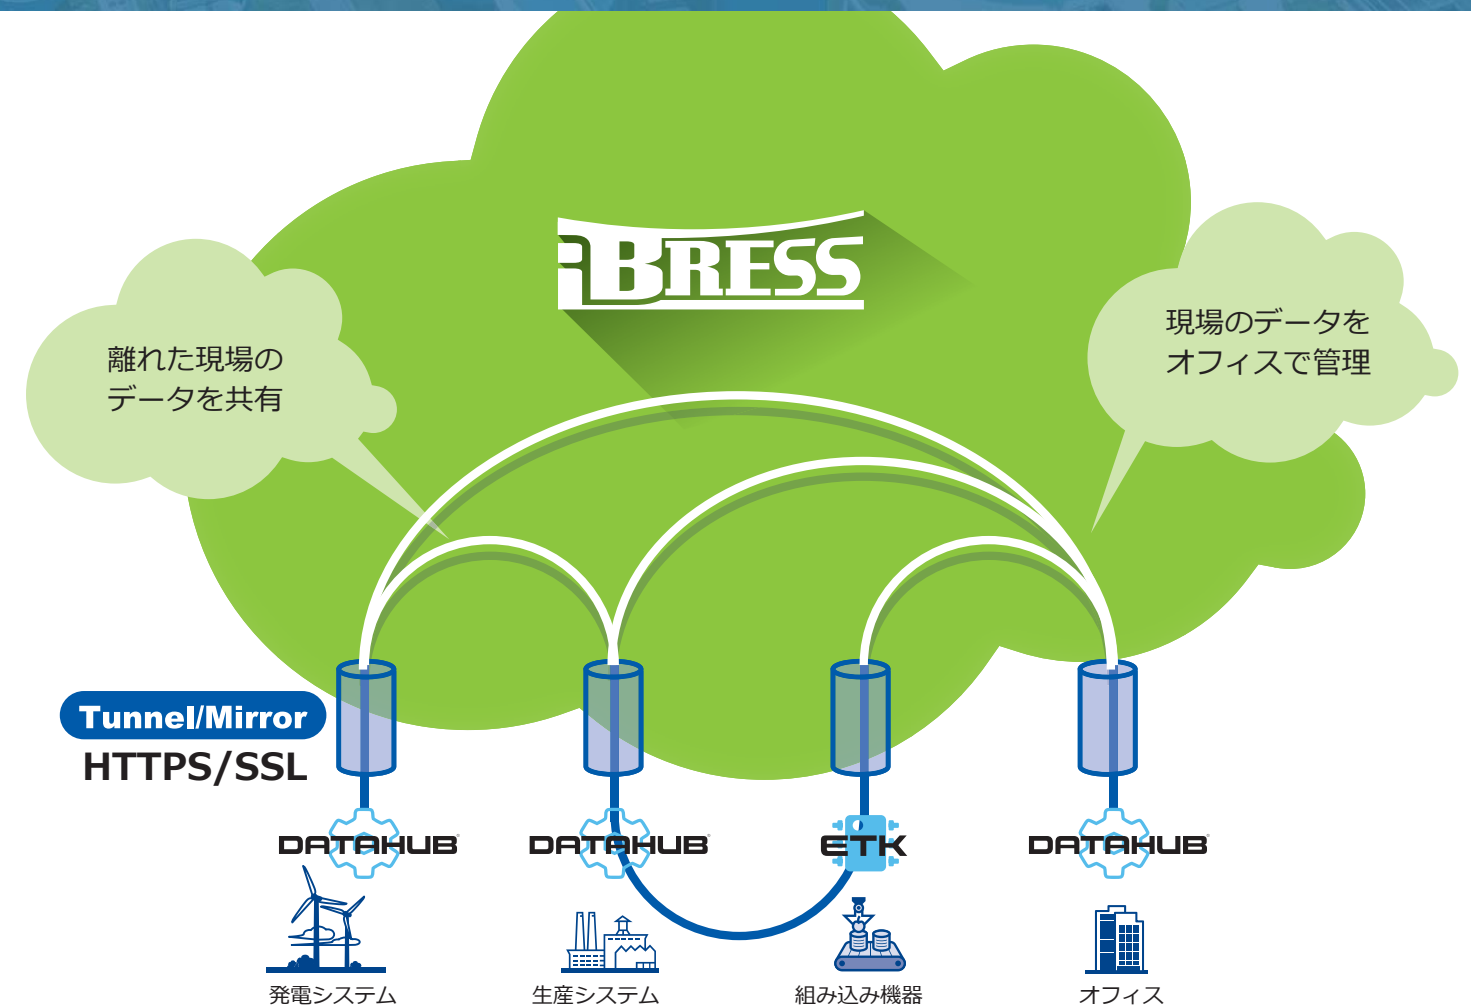 iBRESS
離れた現場の
データを共有
現場のデータを
オフィスで管理
Tunnel/Mirror
HTTPS/SSL
DATAHUB
DATAHUB
ETK
DATAHUB
発電システム
生産システム
組み込み機器
オフィス